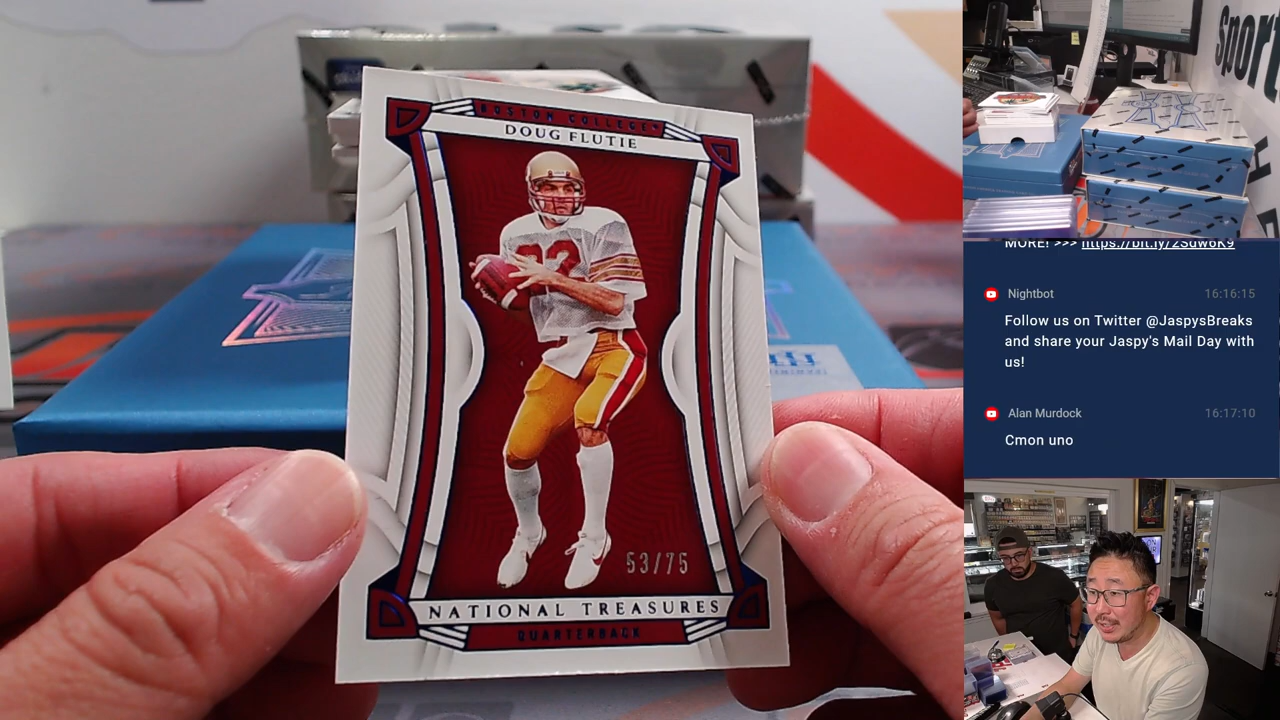 BOSTON COLLEGE
DOUG FLUTIE
22
53/75
NATIONAL TREASURES
QUARTERBACK
Sport
MORE! >>> https://bit.ly/2Sdw6K9
Nightbot 16:16:15
Follow us on Twitter @JaspysBreaks
and share your Jaspy's Mail Day with
us!
Alan Murdock 16:17:10
Cmon uno